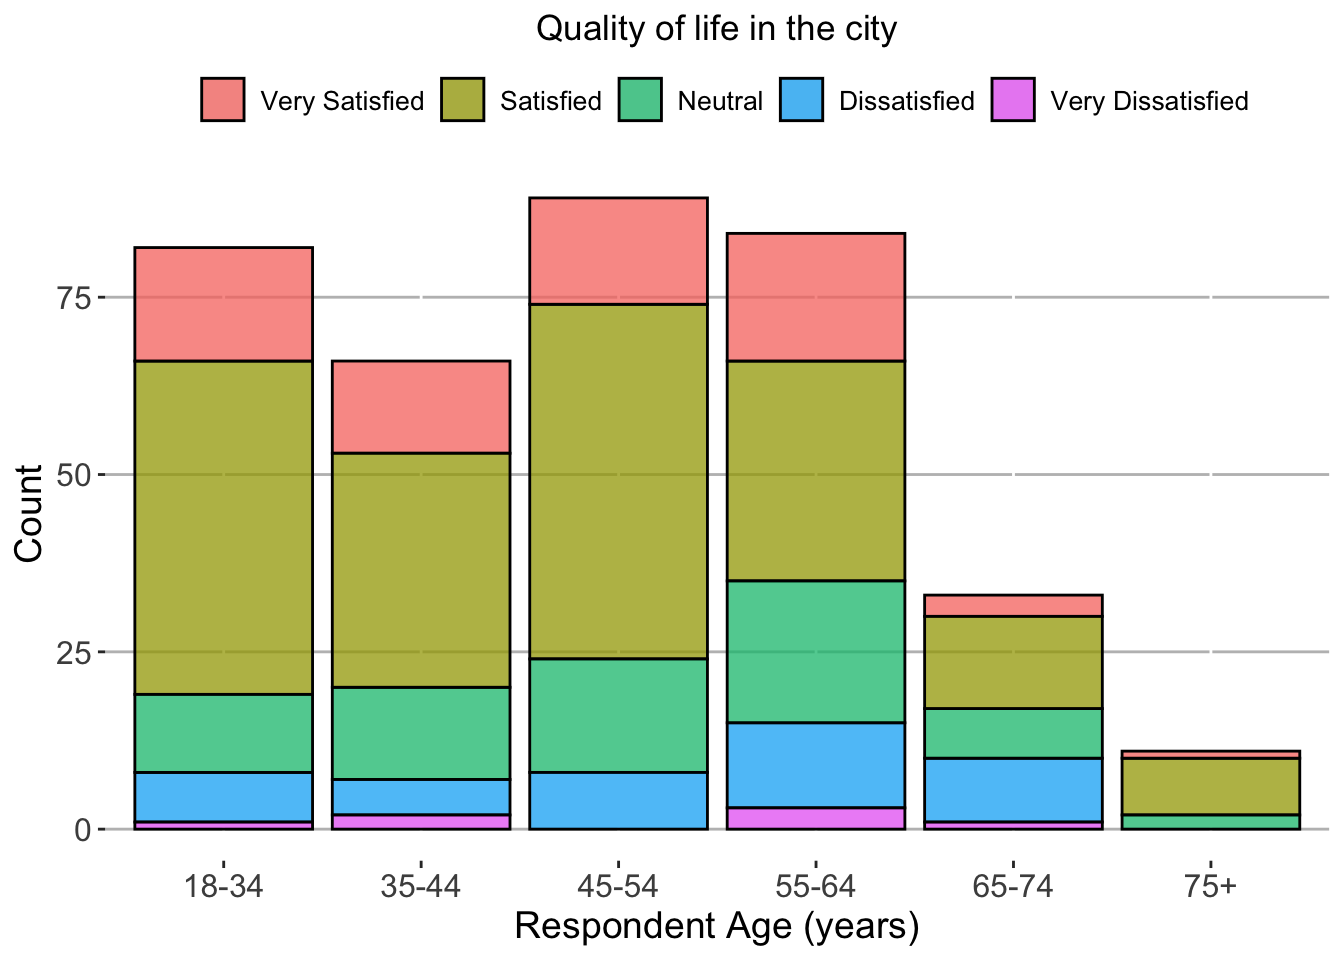 Quality of life in the city
Very Satisfied Satisfied Neutral Dissatisfied Very Dissatisfied
75
50
25
0
Count
18-34 35-44 45-54 55-64 65-74 75+
Respondent Age (years)